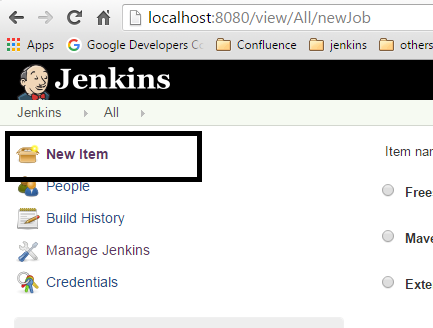 localhost:8080/view/All/newJob
Apps Google Developers Co Confluence jenkins others
Jenkins
Jenkins All
New Item
Item nam
People
Free
Build History
Mave
Manage Jenkins
Credentials
Exte